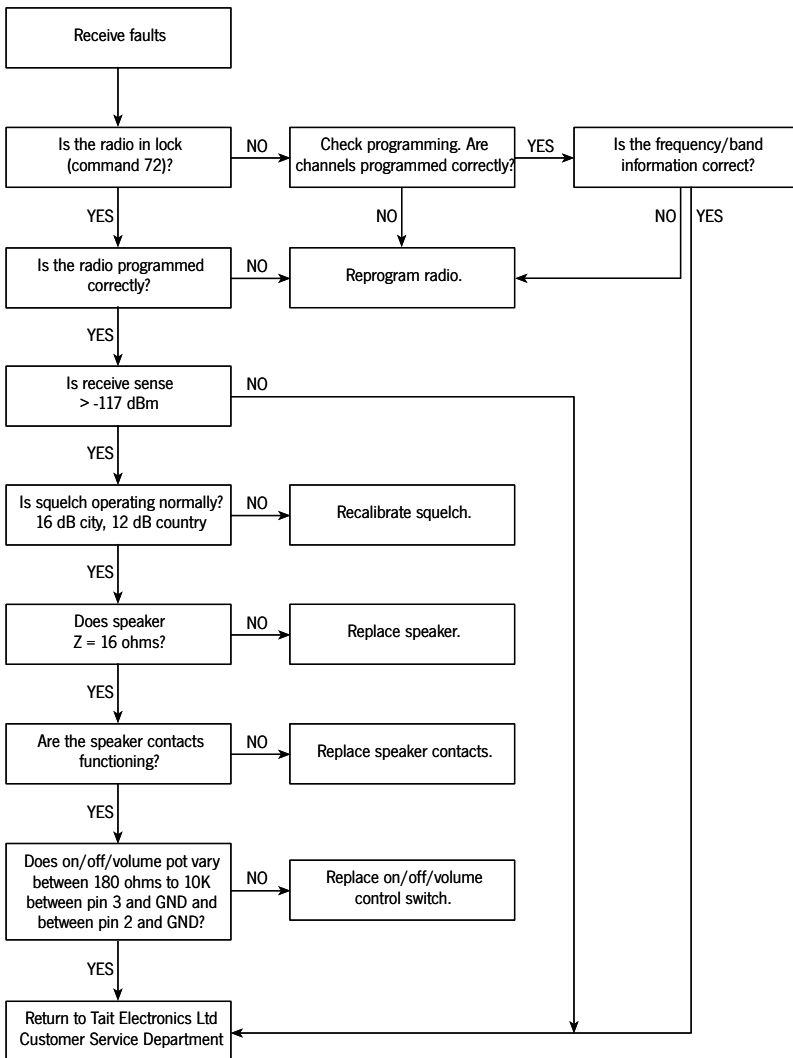 Receive faults
Is the radio in lock
(command 72)?
NO
Check programming. Are
channels programmed correctly?
YES
Is the frequency/band
information correct?
YES
NO
NO
YES
Is the radio programmed
correctly?
NO
Reprogram radio.
YES
Is receive sense
> -117 dBm
NO
YES
Is squelch operating normally?
16 dB city, 12 dB country
NO
Recalibrate squelch.
YES
Does speaker
Z = 16 ohms?
NO
Replace speaker.
YES
Are the speaker contacts
functioning?
NO
Replace speaker contacts.
YES
Does on/off/volume pot vary
between 180 ohms to 10K
between pin 3 and GND and
between pin 2 and GND?
NO
Replace on/off/volume
control switch.
YES
Return to Tait Electronics Ltd
Customer Service Department